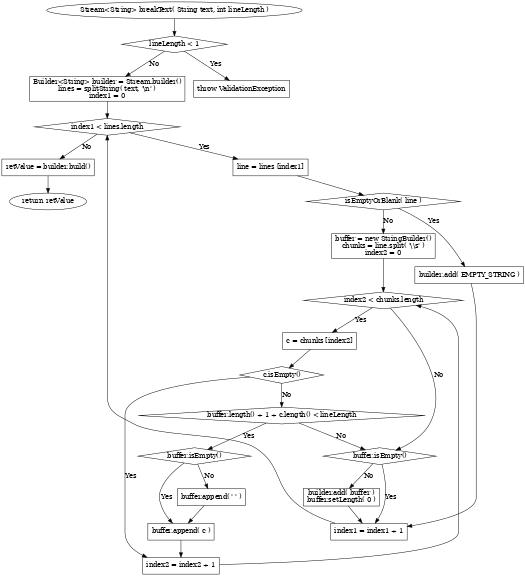 Stream<String> breakText( String text, int lineLength )
lineLength < 1
No
Yes
Builder<String> builder = Stream.builder()
lines = splitString( text, '\n' )
index1 = 0
throw ValidationException
index1 < lines.length
No
Yes
retValue = builder.build()
line = lines [index1]
return retValue
isEmptyOrBlank( line )
No
Yes
buffer = new StringBuilder()
chunks = line.split( '\\s' )
index2 = 0
builder.add( EMPTY_STRING )
index2 < chunks.length
Yes
No
c = chunks [index2]
c.isEmpty()
No
Yes
buffer.length() + 1 + c.length() < lineLength
Yes
No
buffer.isEmpty()
buffer.isEmpty()
Yes
No
No
Yes
buffer.append( ' ' )
builder.add( buffer )
buffer.setLength( 0 )
buffer.append( c )
index1 = index1 + 1
index2 = index2 + 1